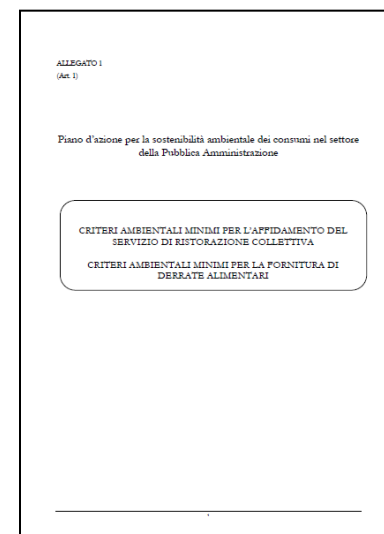 ALLEGATO 1
(Art. 1)
Piano d'azione per la sostenibilità ambientale dei consumi nel settore
della Pubblica Amministrazione
CRITERI AMBIENTALI MINIMI PER L'AFFIDAMENTO DEL
SERVIZIO DI RISTORAZIONE COLLETTIVA
CRITERI AMBIENTALI MINIMI PER LA FORNITURA DI
DERRATE ALIMENTARI